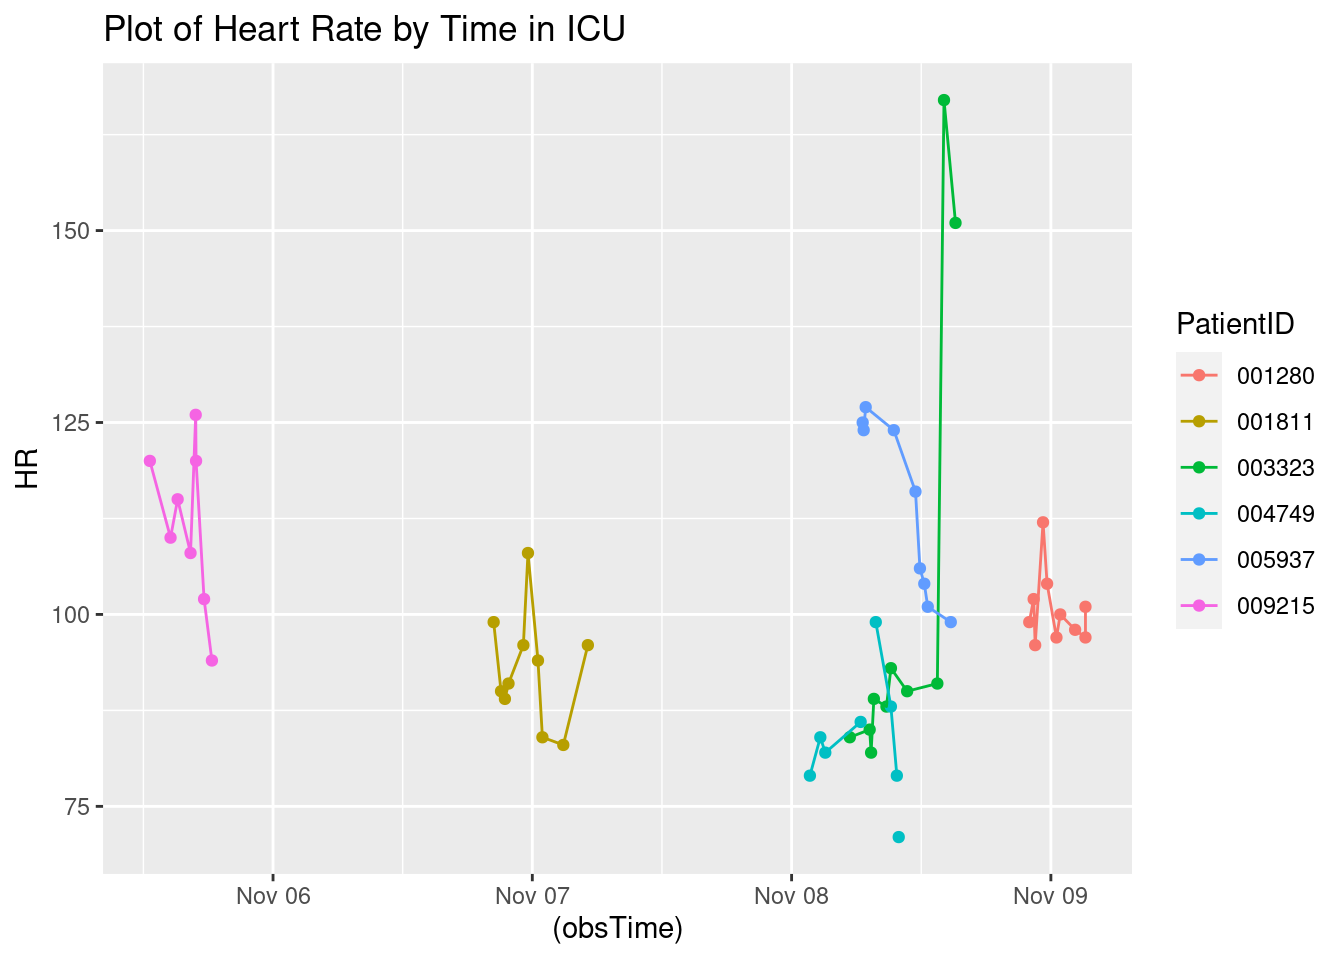 Plot of Heart Rate by Time in ICU
HR
150
125
100
75
Nov 06
Nov 07
Nov 08
Nov 09
(obsTime)
PatientID
001280
001811
003323
004749
005937
009215